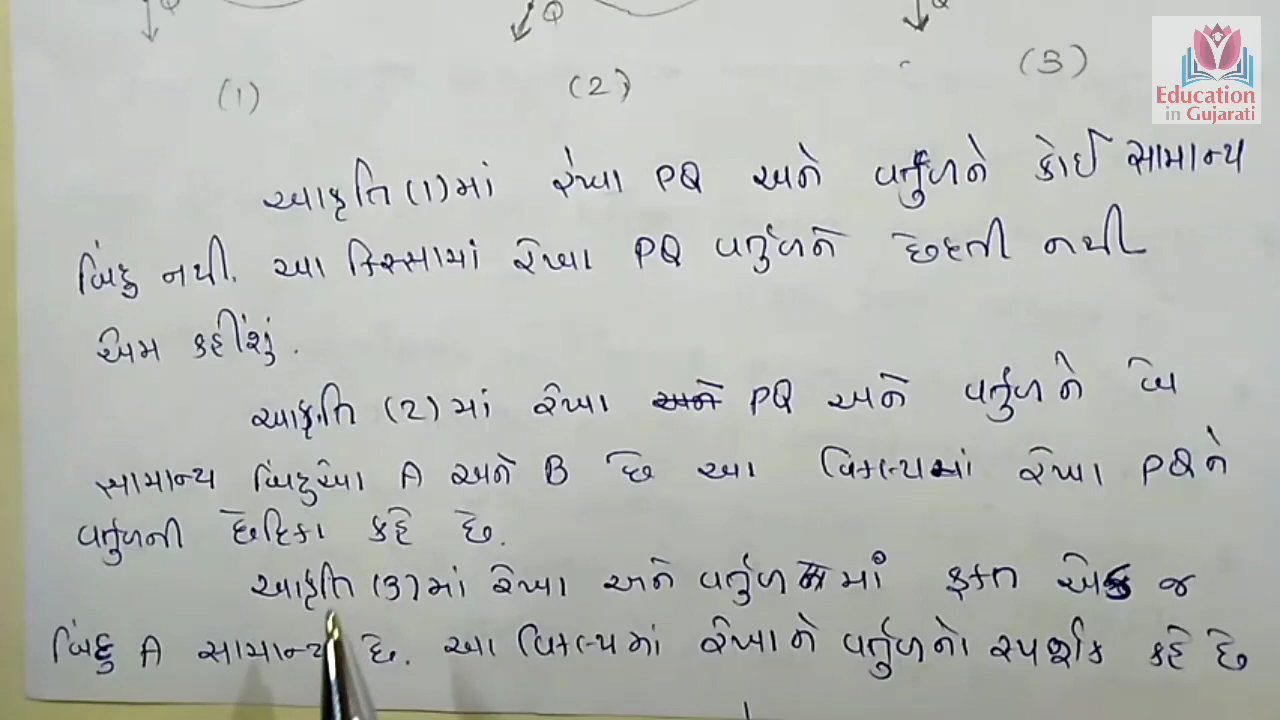 Q Q Q
(1) (2) (3)
Education
in Gujarati
આકૃતિ (1)માં રેખા PQ અને વર્તુળને કોઈ સામાન્ય
બિંદુ નથી. આ કિસ્સામાં રેખા PQ વર્તુળને છેદતી નથી
એમ કહીશું.
આકૃતિ (2)માં રેખા અને PQ અને વર્તુળને બે
સામાન્ય બિંદુઓ A અને B છે આ વિકલ્પમાં રેખા PQને
વર્તુળની છેદિકા કહે છે.
આકૃતિ (3)માં રેખા અને વર્તુળમાં ફક્ત એક જ
બિંદુ A સામાન્ય છે. આ વિકલ્પમાં રેખાને વર્તુળનો સ્પર્શક કહે છે